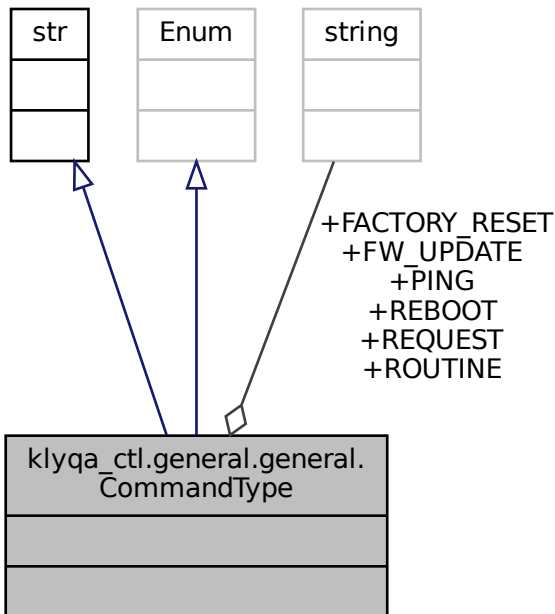 str
Enum
string
+FACTORY_RESET
+FW_UPDATE
+PING
+REBOOT
+REQUEST
+ROUTINE
klyqa_ctl.general.general.
CommandType